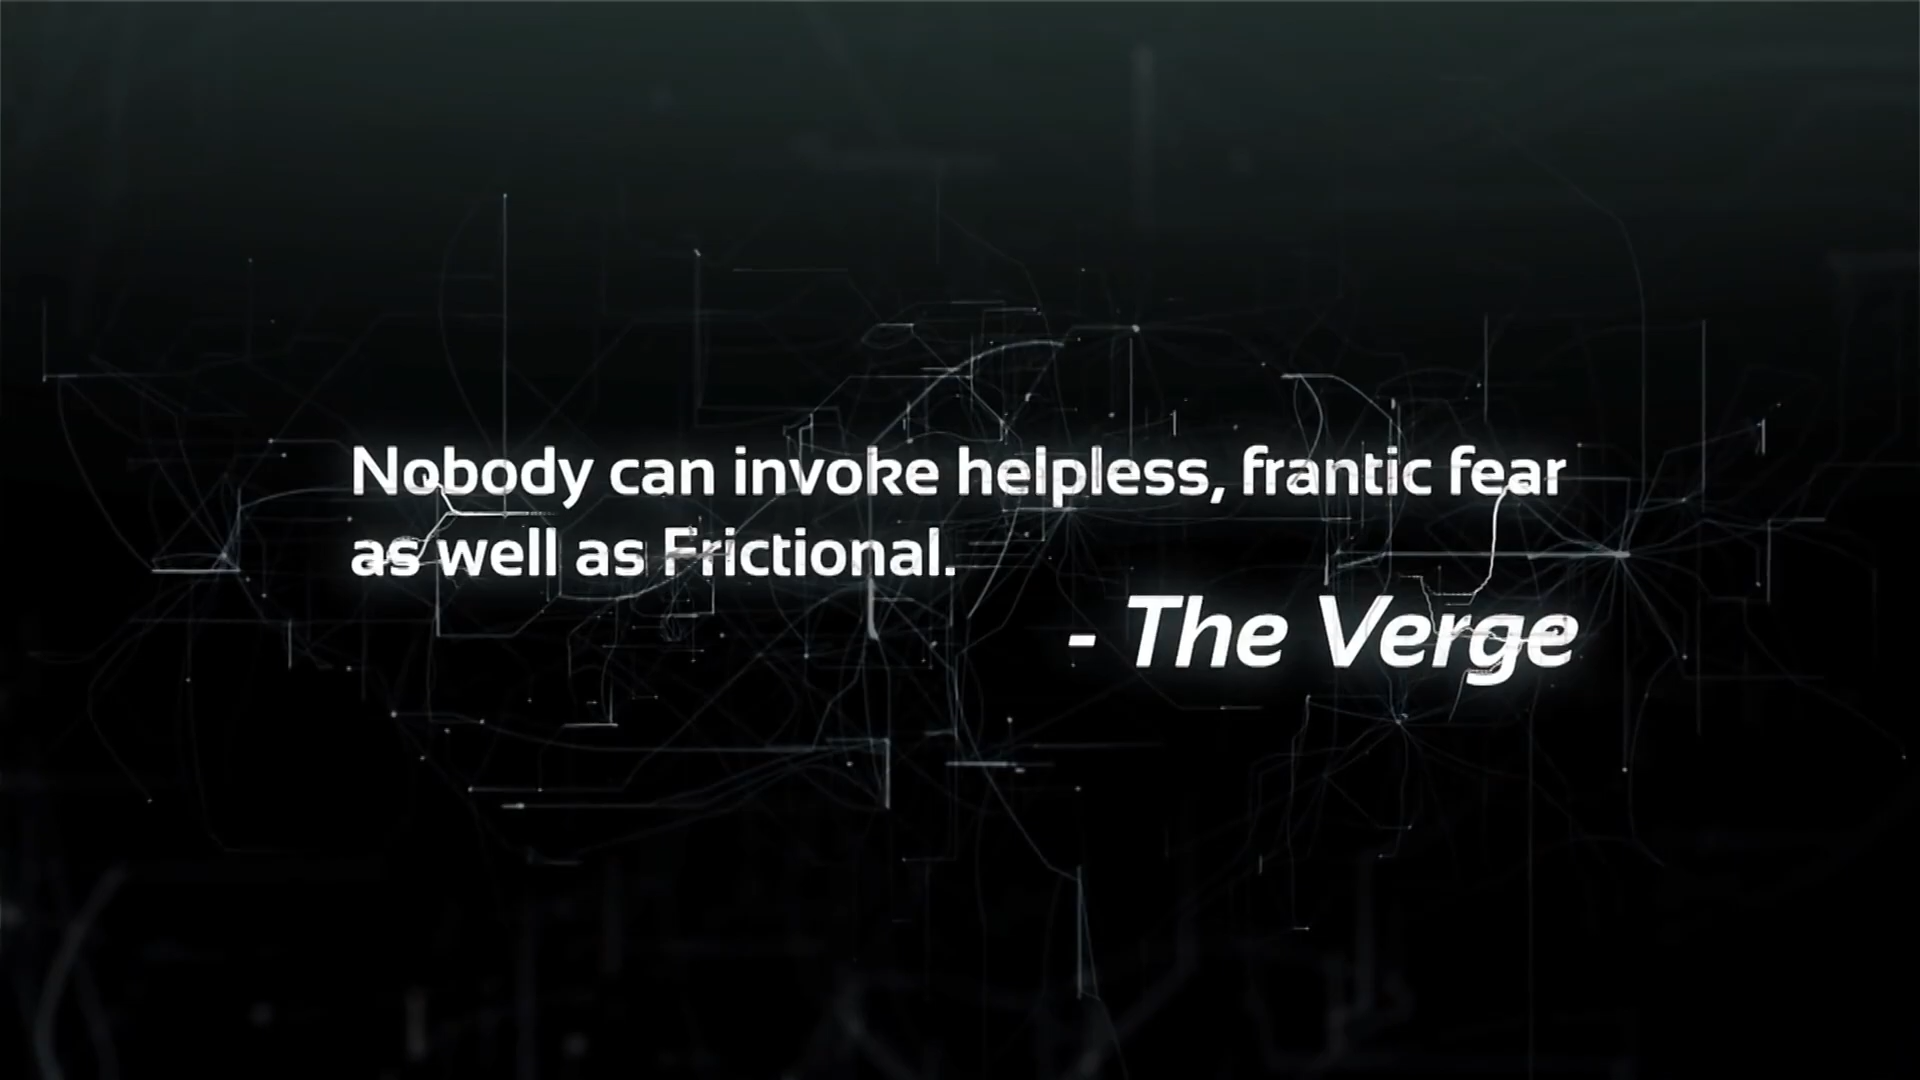 Nobody can invoke helpless, frantic fear
as well as Frictional.
- The Verge